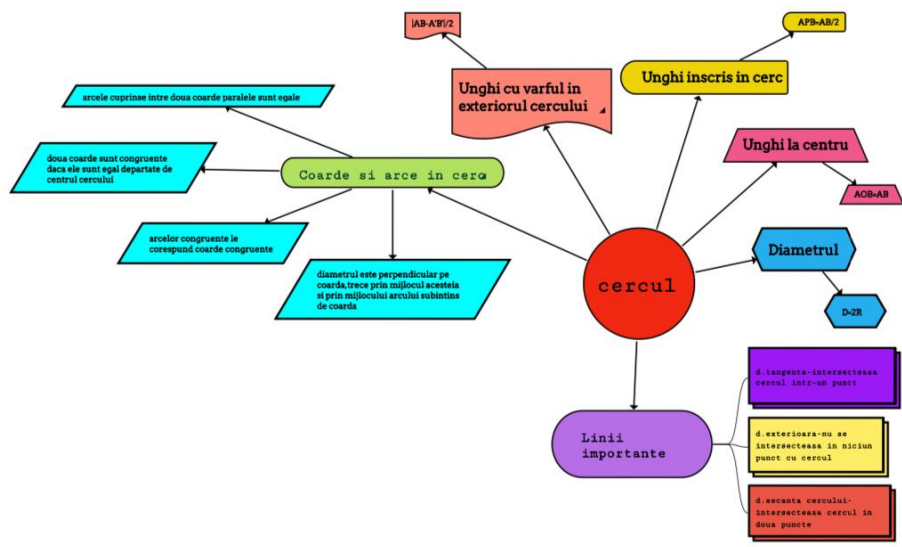 |AB-A'B'|/2
APB=AB/2
Unghi cu varful in
exteriorul cercului
Unghi inscris in cerc
arcele cuprinse intre doua coarde paralele sunt egale
Unghi la centru
AOB=AB
doua coarde sunt congruente
daca ele sunt egal departate de
centrul cercului
Coarde si arce in cerc
arcelor congruente le
corespund coarde congruente
diametrul este perpendicular pe
coarda,trece prin mijlocul acesteia
si prin mijlocului arcului subintins
de coarda
cercul
Diametrul
D=2R
Linii
importante
d.tangenta-intersecteaza
cercul intr-un punct
d.exterioara-nu se
intersecteaza in niciun
punct cu cercul
d.secanta cercului-
intersecteaza cercul in
doua puncte